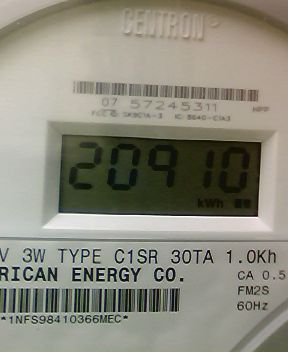 CENTRON
07 57245311
20910
kWh
V 3W TYPE C1SR 30TA 1.0Kh
RICAN ENERGY CO.
CA 0.5
FM2S
60Hz
*1NFS98410366MEC*